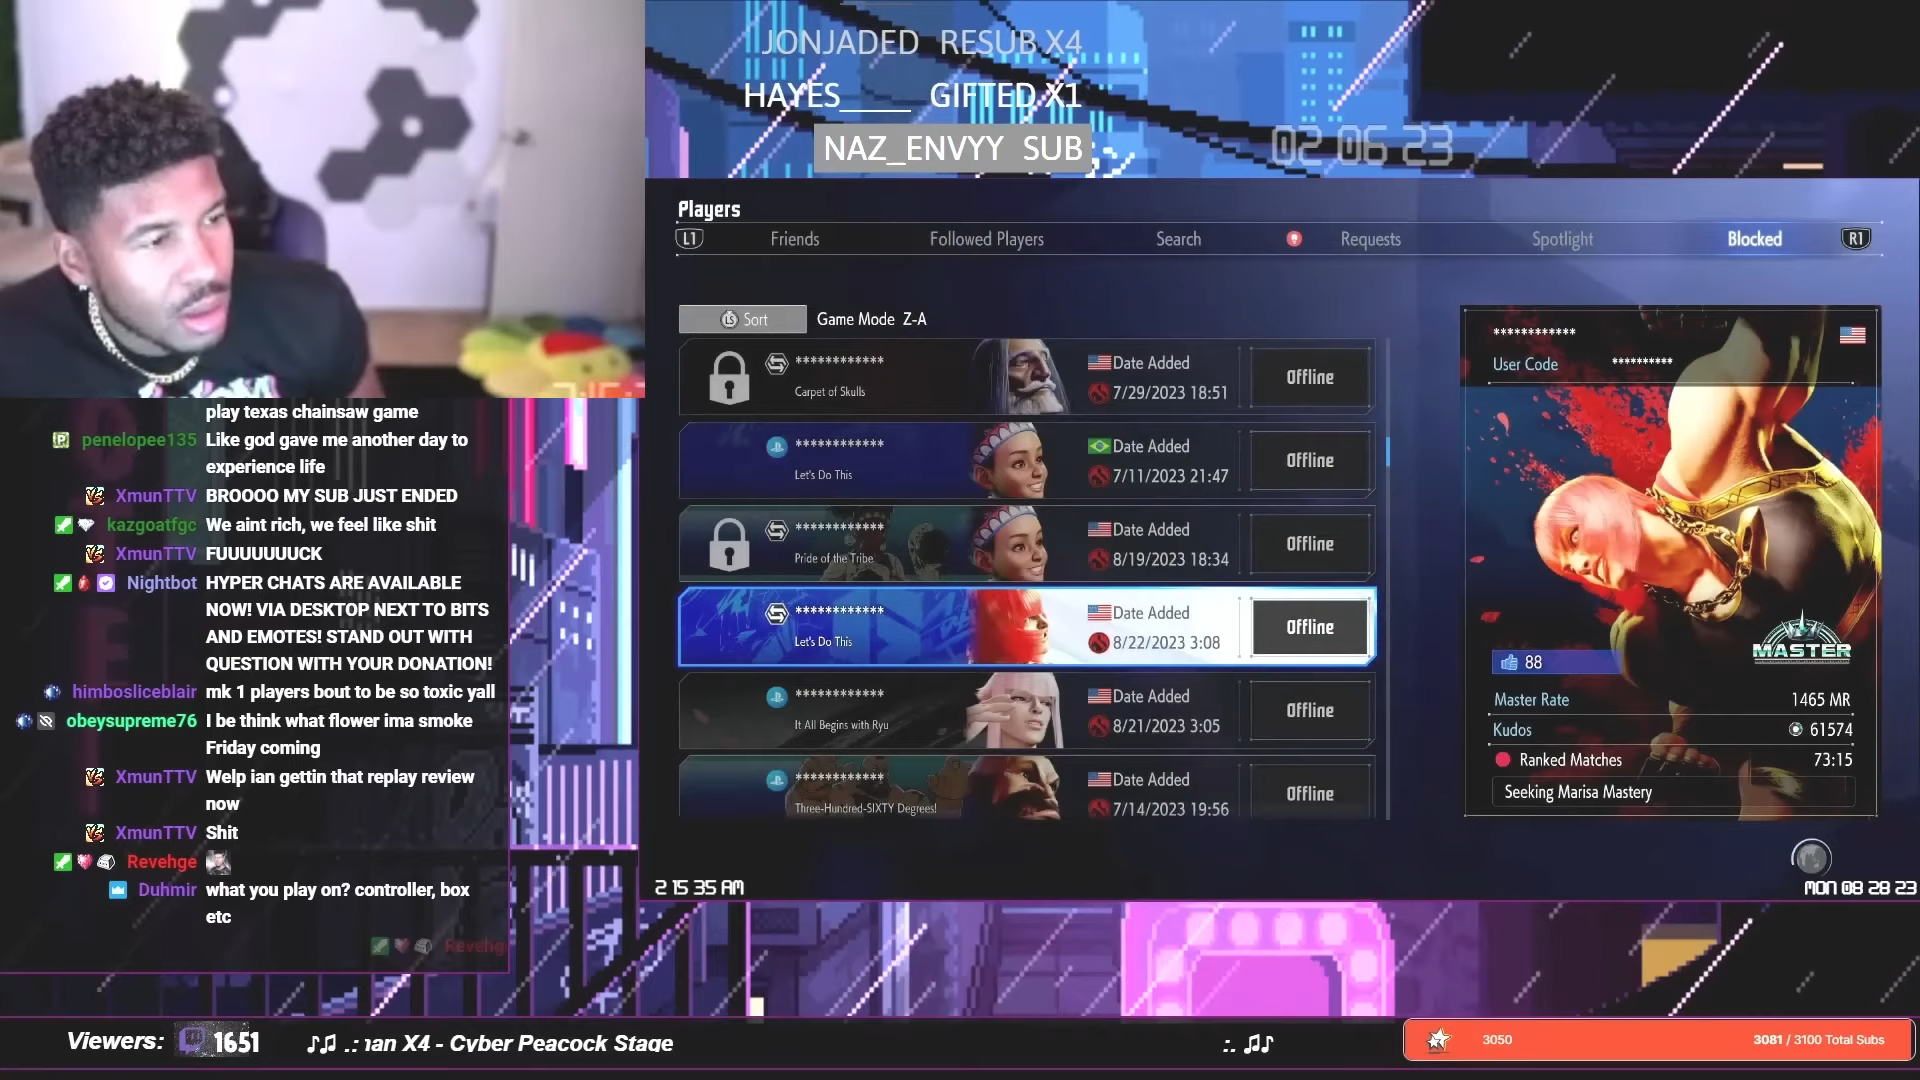 JONJADED RESUB X4
HAYES____ GIFTED X1
NAZ_ENVYY SUB
02 06 23
Players
L1 Friends Followed Players Search Requests Spotlight Blocked R1
LS Sort Game Mode Z-A
************ Date Added Offline
Carpet of Skulls 7/29/2023 18:51
************ Date Added Offline
Let's Do This 7/11/2023 21:47
************ Date Added Offline
Pride of the Tribe 8/19/2023 18:34
************ Date Added Offline
Let's Do This 8/22/2023 3:08
************ Date Added Offline
It All Begins with Ryu 8/21/2023 3:05
************ Date Added Offline
Three-Hundred-SIXTY Degrees! 7/14/2023 19:56
************
User Code **********
MASTER
88
Master Rate 1465 MR
Kudos 61574
Ranked Matches 73:15
Seeking Marisa Mastery
2 15 35 AM
MON 08 28 23
play texas chainsaw game
penelopee135 Like god gave me another day to
experience life
XmunTTV BROOOO MY SUB JUST ENDED
kazgoatfgc We aint rich, we feel like shit
XmunTTV FUUUUUUUCK
Nightbot HYPER CHATS ARE AVAILABLE
NOW! VIA DESKTOP NEXT TO BITS
AND EMOTES! STAND OUT WITH
QUESTION WITH YOUR DONATION!
himbosliceblair mk 1 players bout to be so toxic yall
obeysupreme76 I be think what flower ima smoke
Friday coming
XmunTTV Welp ian gettin that replay review
now
XmunTTV Shit
Revehge
Duhmir what you play on? controller, box
etc
Revehg
Viewers: 1651
.: nan X4 - Cyber Peacock Stage :.
3050 3081 / 3100 Total Subs